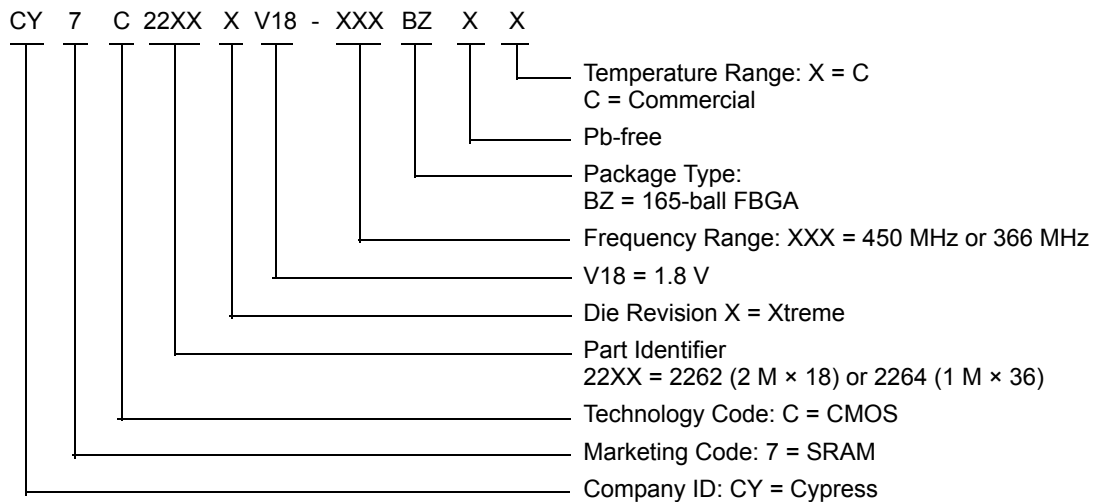 CY 7 C 22XX X V18 - XXX BZ X X
Temperature Range: X = C
C = Commercial
Pb-free
Package Type:
BZ = 165-ball FBGA
Frequency Range: XXX = 450 MHz or 366 MHz
V18 = 1.8 V
Die Revision X = Xtreme
Part Identifier
22XX = 2262 (2 M × 18) or 2264 (1 M × 36)
Technology Code: C = CMOS
Marketing Code: 7 = SRAM
Company ID: CY = Cypress